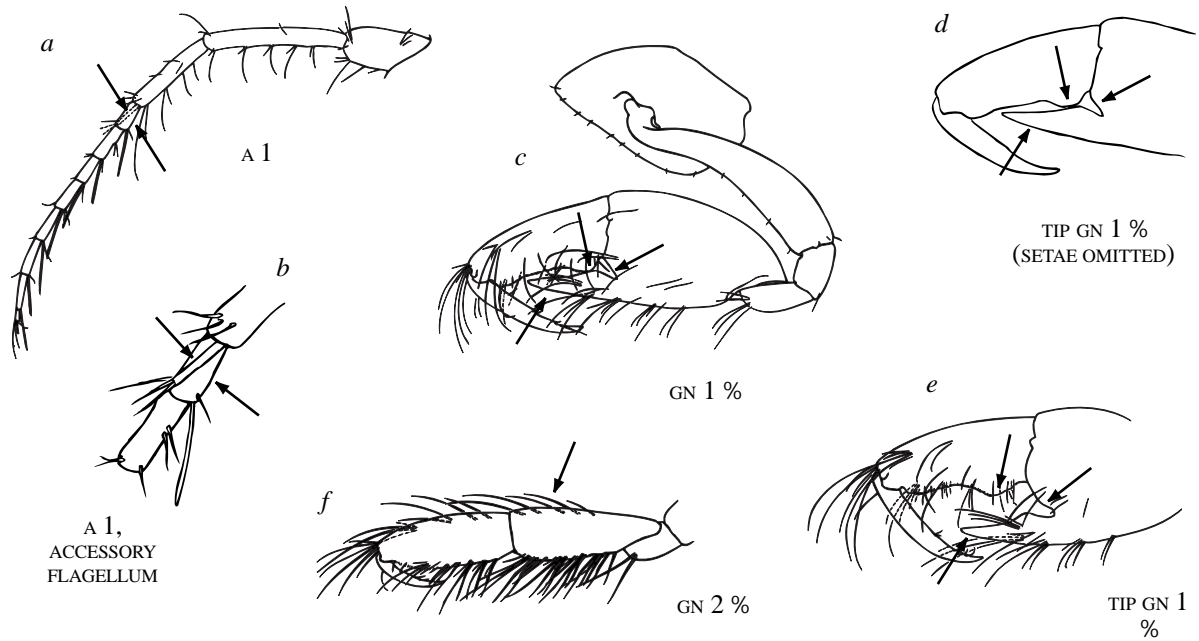 a
A 1
b
A 1,
ACCESSORY
FLAGELLUM
c
GN 1 %
d
TIP GN 1 %
(SETAE OMITTED)
e
TIP GN 1
%
f
GN 2 %